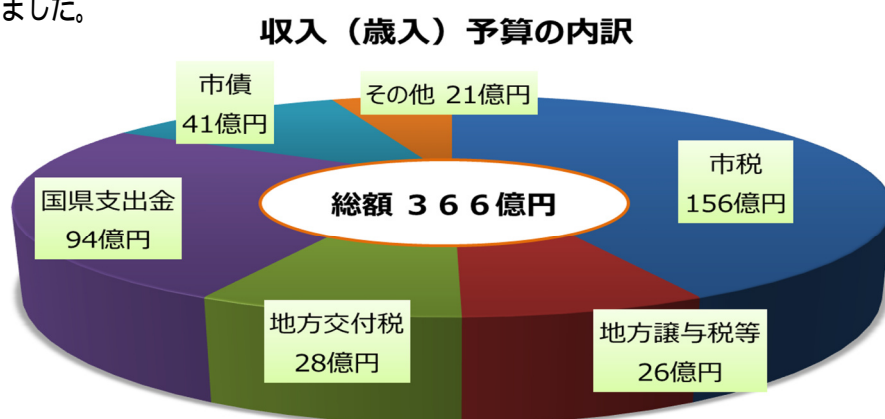 ました。
収入（歳入）予算の内訳
市債
41億円
その他 21億円
市税
156億円
国県支出金
94億円
総額 ３６６億円
地方交付税
28億円
地方譲与税等
26億円